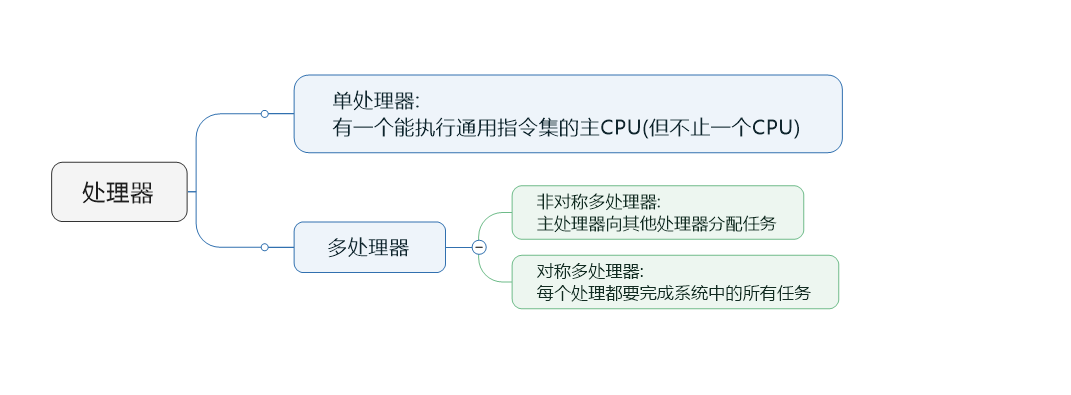 处理器
单处理器:
有一个能执行通用指令集的主CPU(但不止一个CPU)
多处理器
非对称多处理器:
主处理器向其他处理器分配任务
对称多处理器:
每个处理都要完成系统中的所有任务